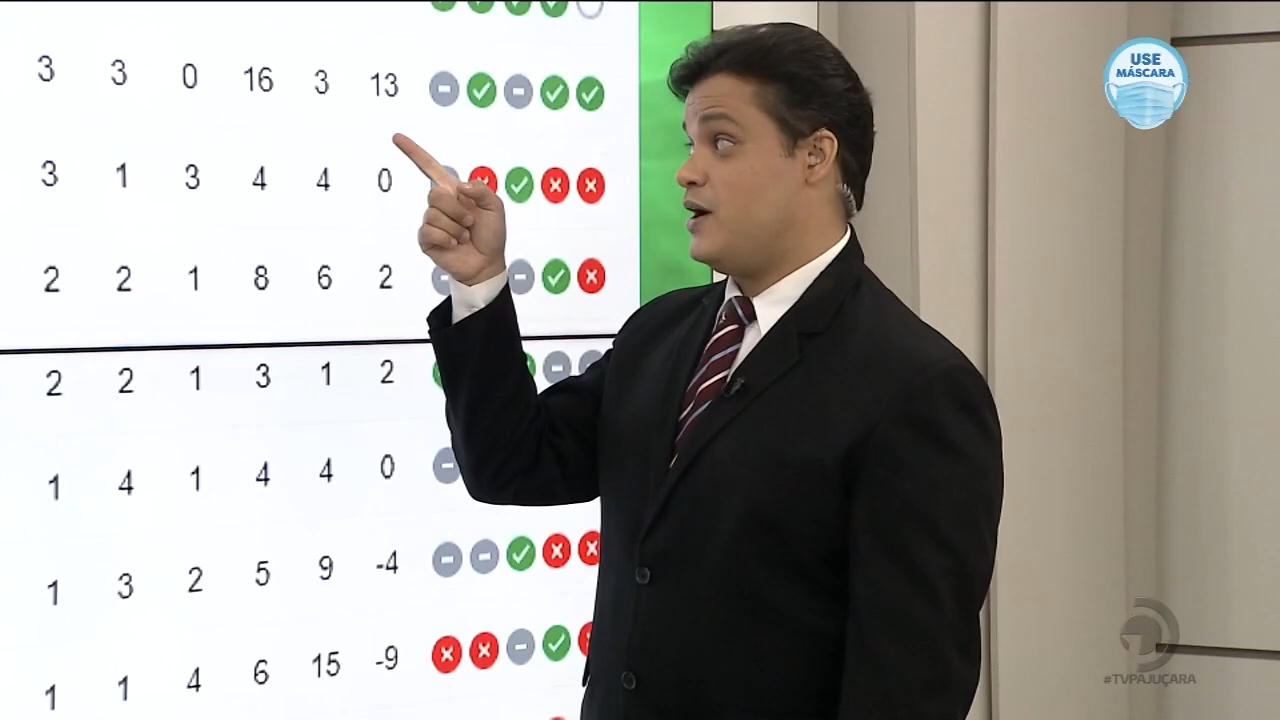 USE
MÁSCARA
3 3 0 16 3 13
3 1 3 4 4 0
2 2 1 8 6 2
2 2 1 3 1 2
1 4 1 4 4 0
1 3 2 5 9 -4
1 1 4 6 15 -9
#TVPAJUÇARA